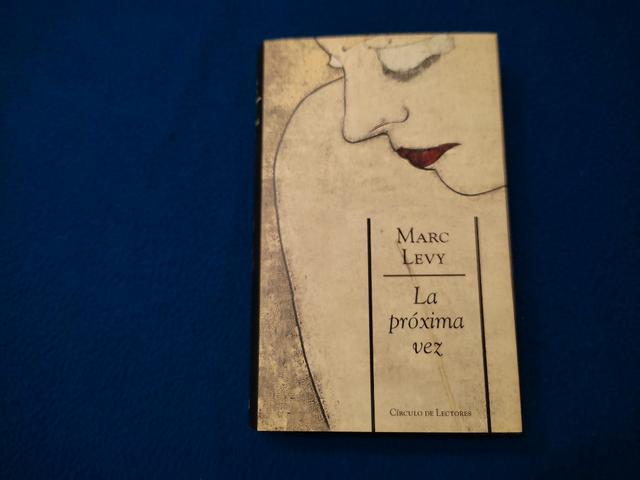 MARC
LEVY
La
próxima
vez
CÍRCULO DE LECTORES